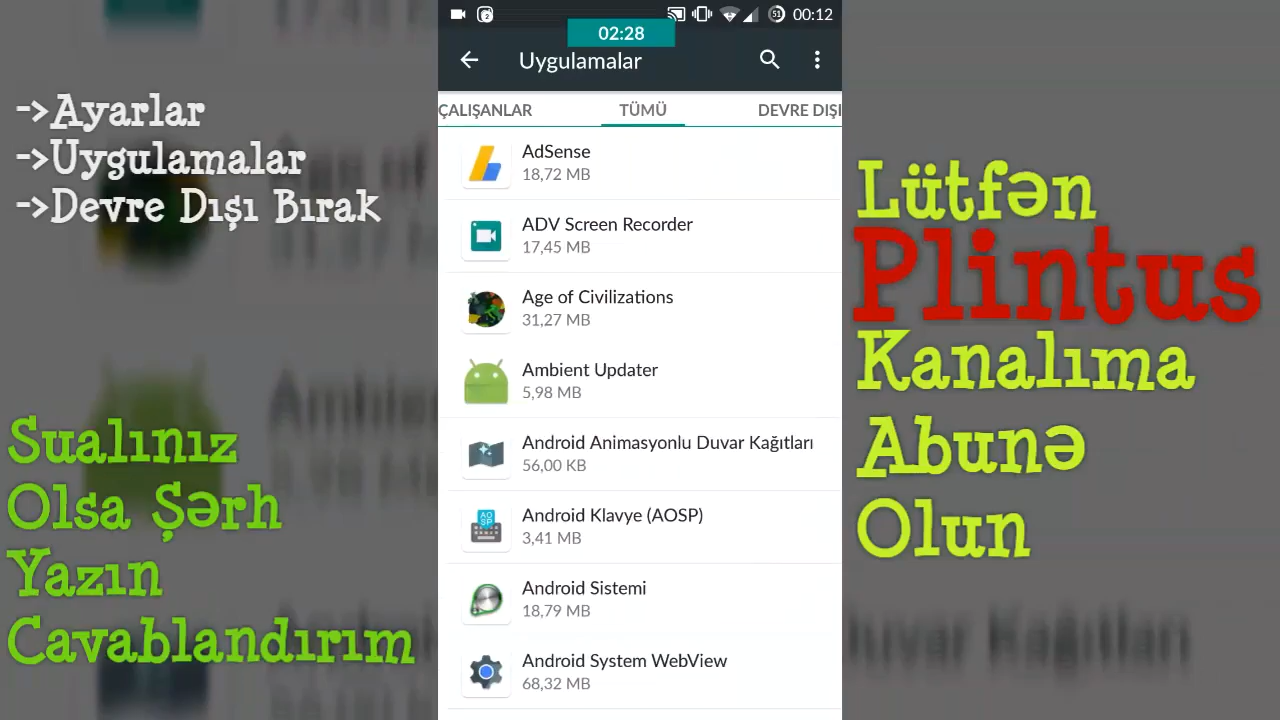 ->Ayarlar
->Uygulamalar
->Devre Dışı Bırak
Sualınız
Olsa Şərh
Yazın
Cavablandırım
2
51
00:12
02:28
Uygulamalar
ÇALIŞANLAR TÜMÜ DEVRE DIŞI
AdSense
18,72 MB
ADV Screen Recorder
17,45 MB
Age of Civilizations
31,27 MB
Ambient Updater
5,98 MB
Android Animasyonlu Duvar Kağıtları
56,00 KB
AOSP
Android Klavye (AOSP)
3,41 MB
Android Sistemi
18,79 MB
Android System WebView
68,32 MB
Lütfən
Plintus
Kanalıma
Abunə
Olun